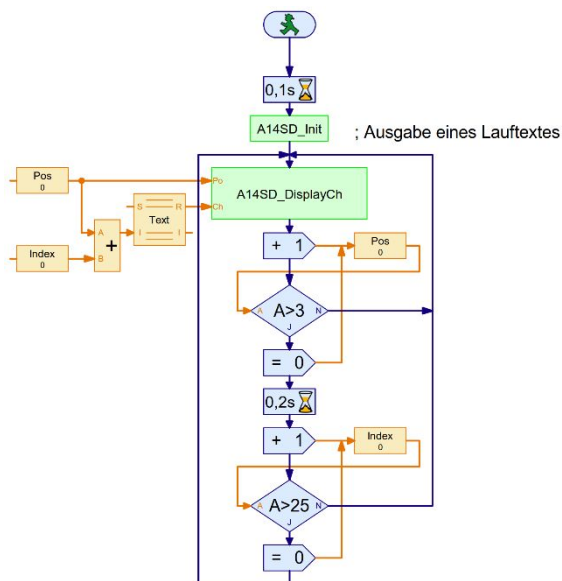 0,1s
A14SD_Init
; Ausgabe eines Lauftextes
Pos
0
Po
A14SD_DisplayCh
S R
Ch
Text
I I
A
+
B
Index
0
+ 1
Pos
0
A A>3 N
J
= 0
0,2s
+ 1
Index
0
A A>25 N
J
= 0